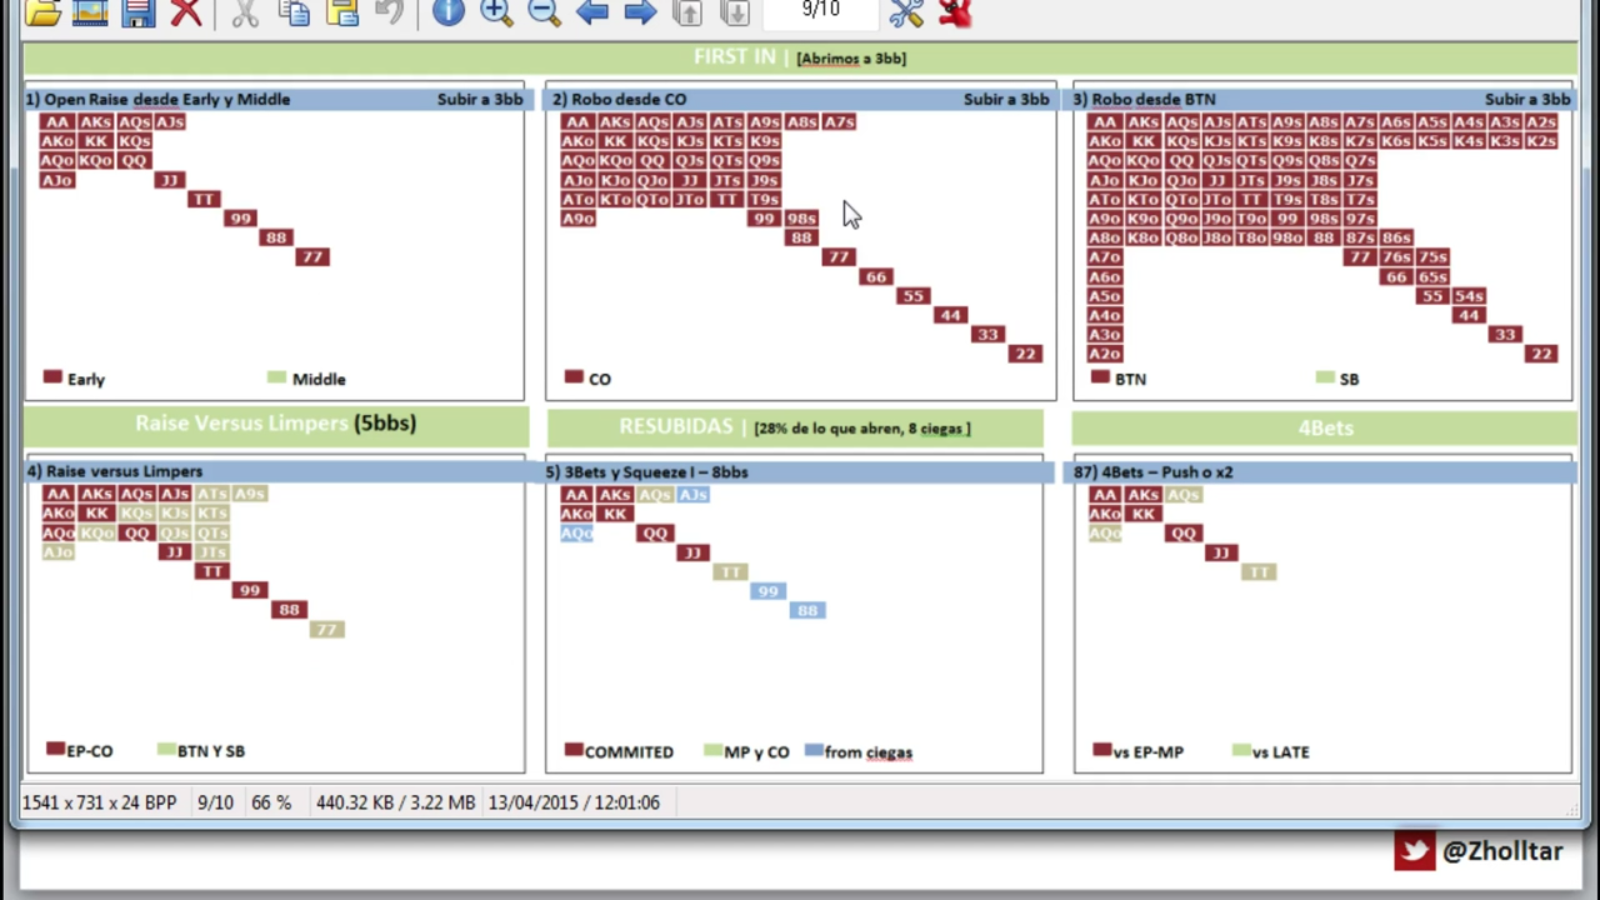 9/10
FIRST IN | [Abrimos a 3bb]
1) Open Raise desde Early y Middle Subir a 3bb
AA AKs AQs AJs
AKo KK KQs
AQo KQo QQ
AJo JJ
TT
99
88
77
Early Middle
2) Robo desde CO Subir a 3bb
AA AKs AQs AJs ATs A9s A8s A7s
AKo KK KQs KJs KTs K9s
AQo KQo QQ QJs QTs Q9s
AJo KJo QJo JJ JTs J9s
ATo KTo QTo JTo TT T9s
A9o 99 98s
88
77
66
55
44
33
22
CO
3) Robo desde BTN Subir a 3bb
AA AKs AQs AJs ATs A9s A8s A7s A6s A5s A4s A3s A2s
AKo KK KQs KJs KTs K9s K8s K7s K6s K5s K4s K3s K2s
AQo KQo QQ QJs QTs Q9s Q8s Q7s
AJo KJo QJo JJ JTs J9s J8s J7s
ATo KTo QTo JTo TT T9s T8s T7s
A9o K9o Q9o J9o T9o 99 98s 97s
A8o K8o Q8o J8o T8o 98o 88 87s 86s
A7o 77 76s 75s
A6o 66 65s
A5o 55 54s
A4o 44
A3o 33
A2o 22
BTN SB
Raise Versus Limpers (5bbs)
4) Raise versus Limpers
AA AKs AQs AJs ATs A9s
AKo KK KQs KJs KTs
AQo KQo QQ QJs QTs
AJo JJ JTs
TT
99
88
77
EP-CO BTN Y SB
RESUBIDAS | [28% de lo que abren, 8 ciegas ]
5) 3Bets y Squeeze I – 8bbs
AA AKs AQs AJs
AKo KK
AQo QQ
JJ
TT
99
88
COMMITED MP y CO from ciegas
4Bets
87) 4Bets – Push o x2
AA AKs AQs
AKo KK
AQo QQ
JJ
TT
vs EP-MP vs LATE
1541 x 731 x 24 BPP 9/10 66 % 440.32 KB / 3.22 MB 13/04/2015 / 12:01:06
@Zholltar